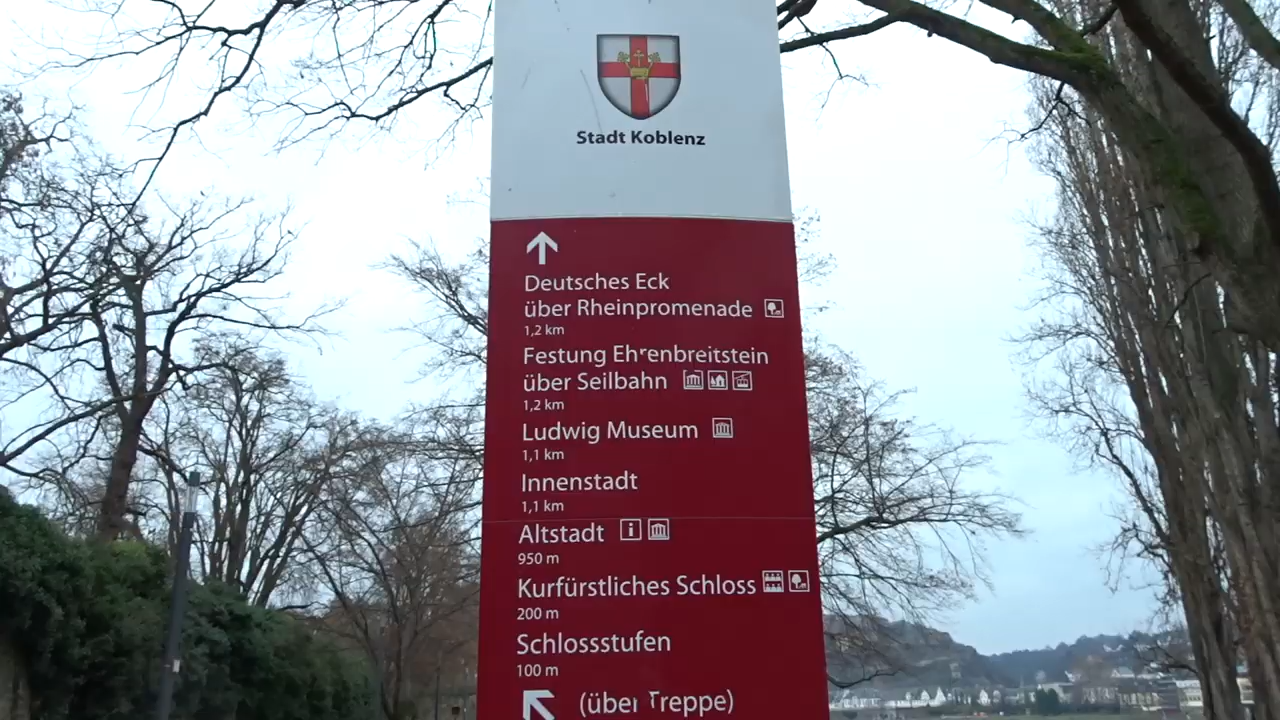 Stadt Koblenz
Deutsches Eck
über Rheinpromenade
1,2 km
Festung Ehrenbreitstein
über Seilbahn
1,2 km
Ludwig Museum
1,1 km
Innenstadt
1,1 km
Altstadt i
950 m
Kurfürstliches Schloss
200 m
Schlossstufen
100 m
(über Treppe)